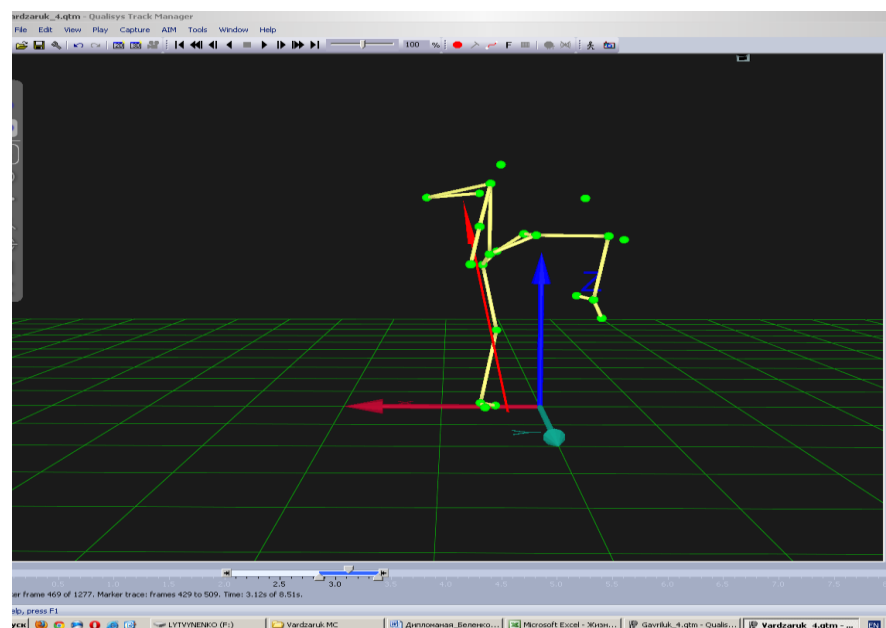 ardzaruk_4.qtm - Qualisys Track Manager
File Edit View Play Capture AIM Tools Window Help
100 % F
Z
0.5 1.0 1.5 2.0 2.5 3.0 3.5 4.0 4.5 5.0 5.5 6.0 6.5 7.0 7.5
er frame 469 of 1277. Marker trace: frames 429 to 509. Time: 3.12s of 8.51s.
elp, press F1
уск LYTVYNENKO (F:) Vardzaruk MC Дипломаная_Беленко... Microsoft Excel - Жизн... Gavriluk_4.qtm - Qualis... Vardzaruk_4.qtm - ... EN